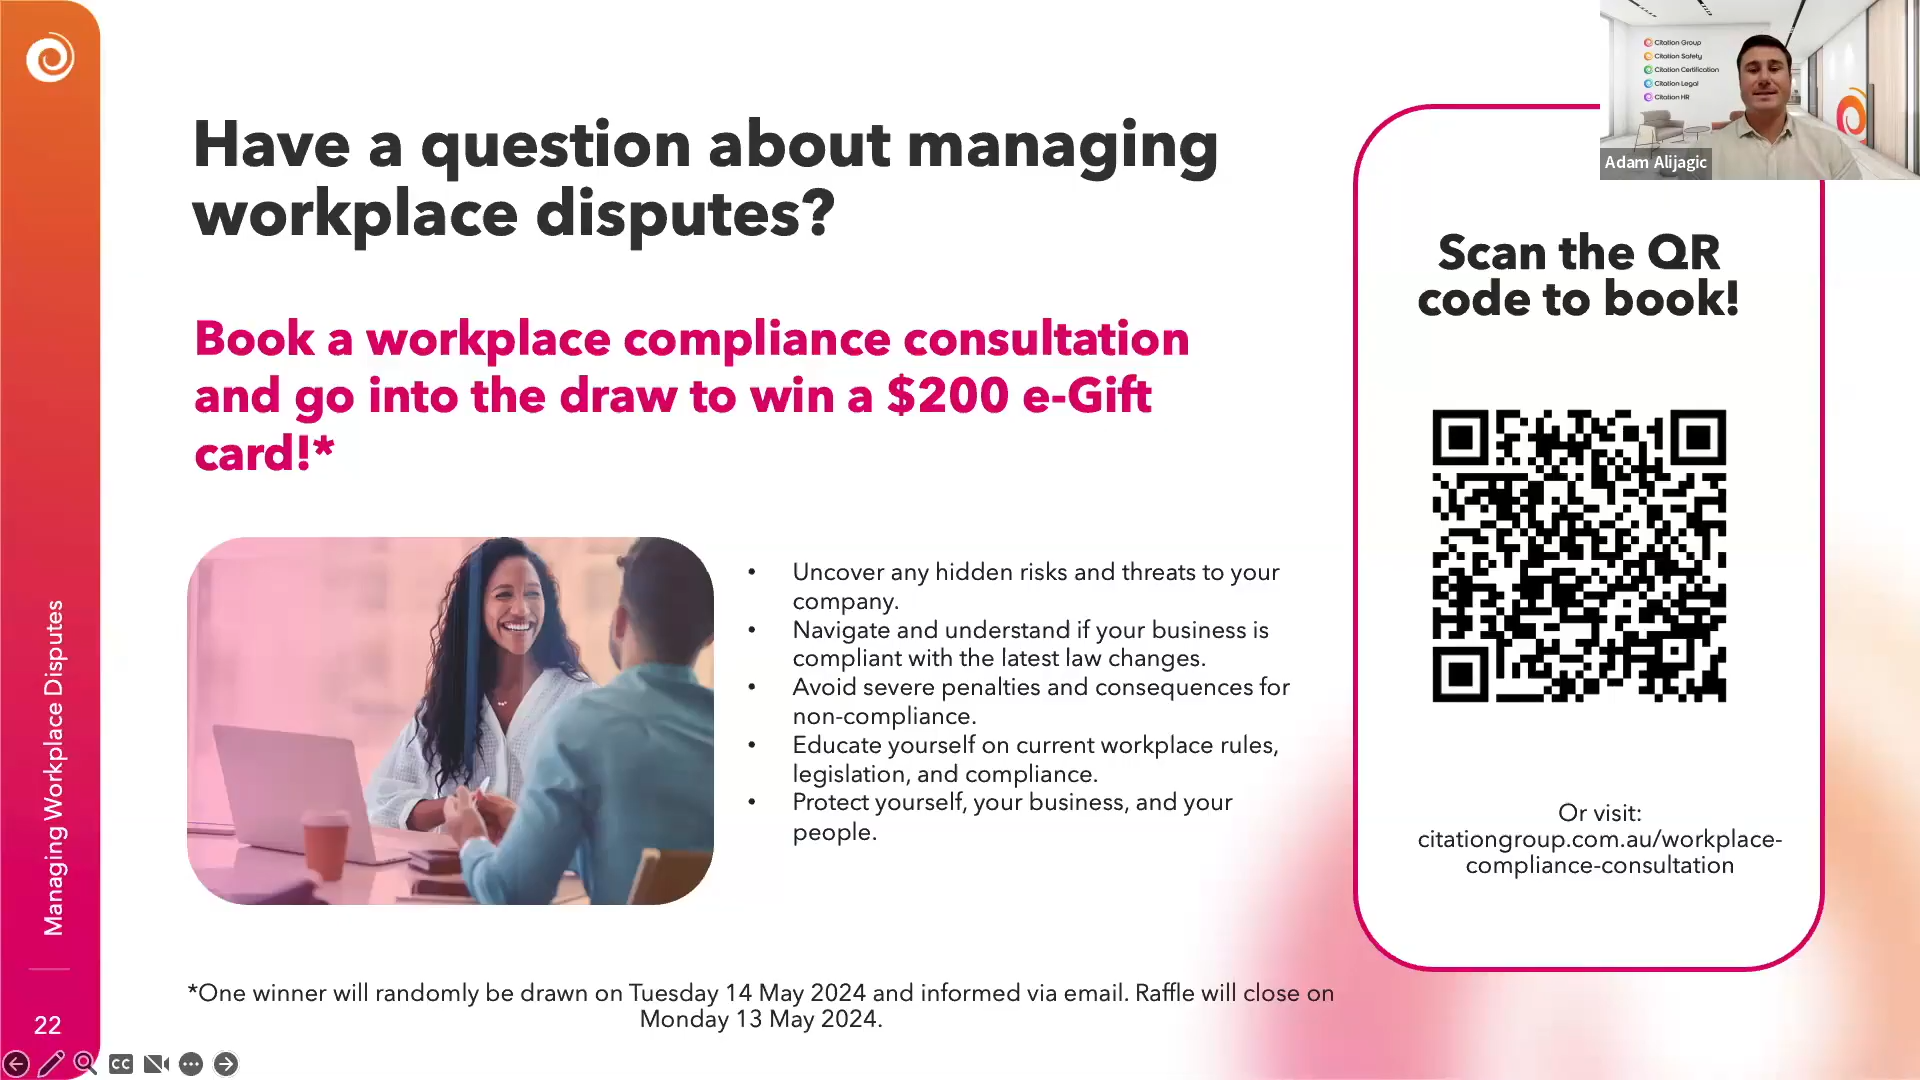 Have a question about managing
workplace disputes?
Book a workplace compliance consultation
and go into the draw to win a $200 e-Gift
card!*
• Uncover any hidden risks and threats to your
company.
• Navigate and understand if your business is
compliant with the latest law changes.
• Avoid severe penalties and consequences for
non-compliance.
• Educate yourself on current workplace rules,
legislation, and compliance.
• Protect yourself, your business, and your
people.
*One winner will randomly be drawn on Tuesday 14 May 2024 and informed via email. Raffle will close on
Monday 13 May 2024.
Citation Group
Citation Safety
Citation Certification
Citation Legal
Citation HR
Adam Alijagic
Scan the QR
code to book!
Or visit:
citationgroup.com.au/workplace-
compliance-consultation
Managing Workplace Disputes
22
CC